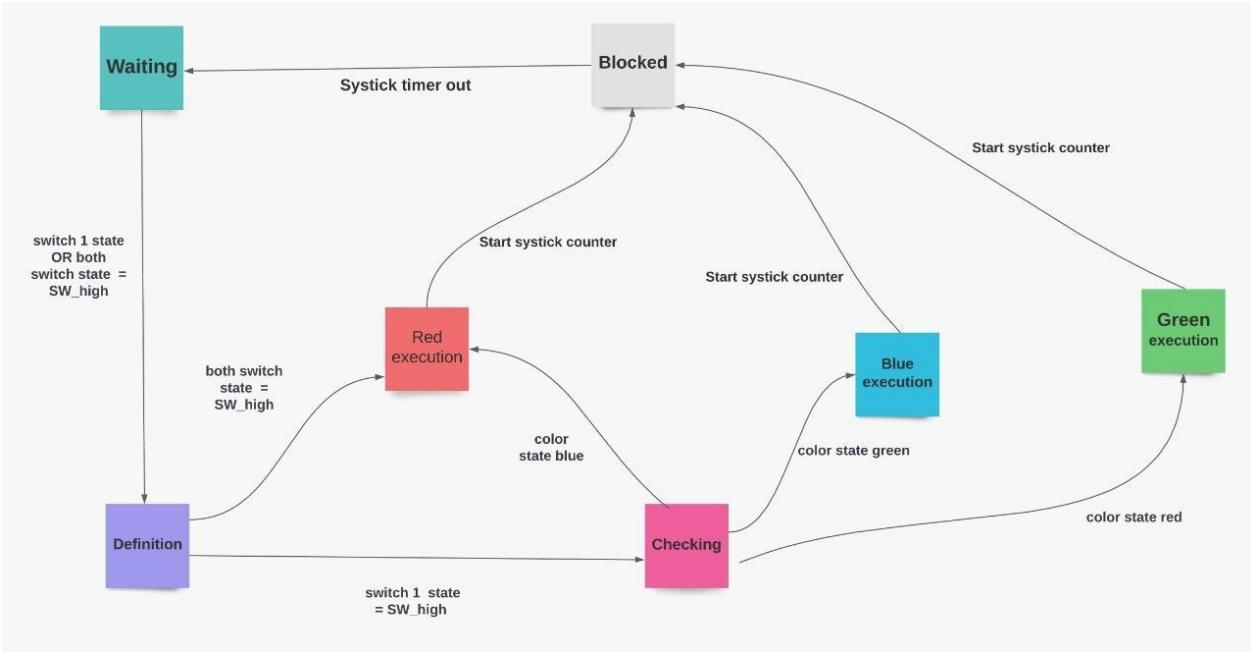 Waiting
Blocked
Systick timer out
Start systick counter
switch 1 state
OR both
switch state =
SW_high
Start systick counter
Start systick counter
Green
execution
Red
execution
Blue
execution
both switch
state =
SW_high
color
state blue
color state green
color state red
Definition
Checking
switch 1 state
= SW_high